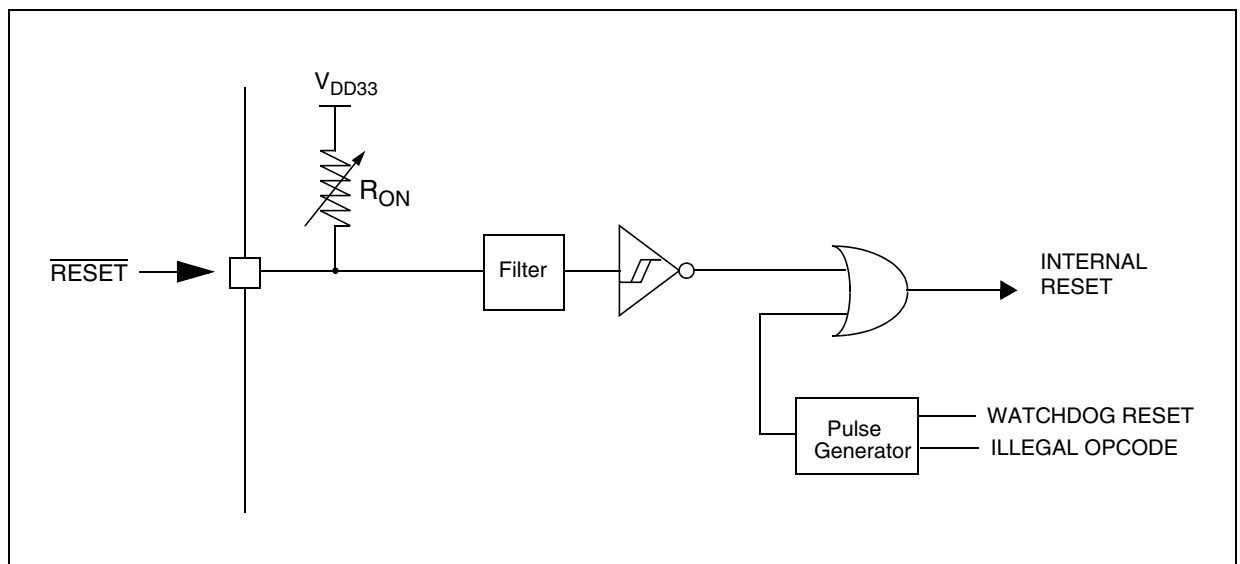 VDD33
RON
RESET
Filter
INTERNAL
RESET
Pulse
Generator
WATCHDOG RESET
ILLEGAL OPCODE